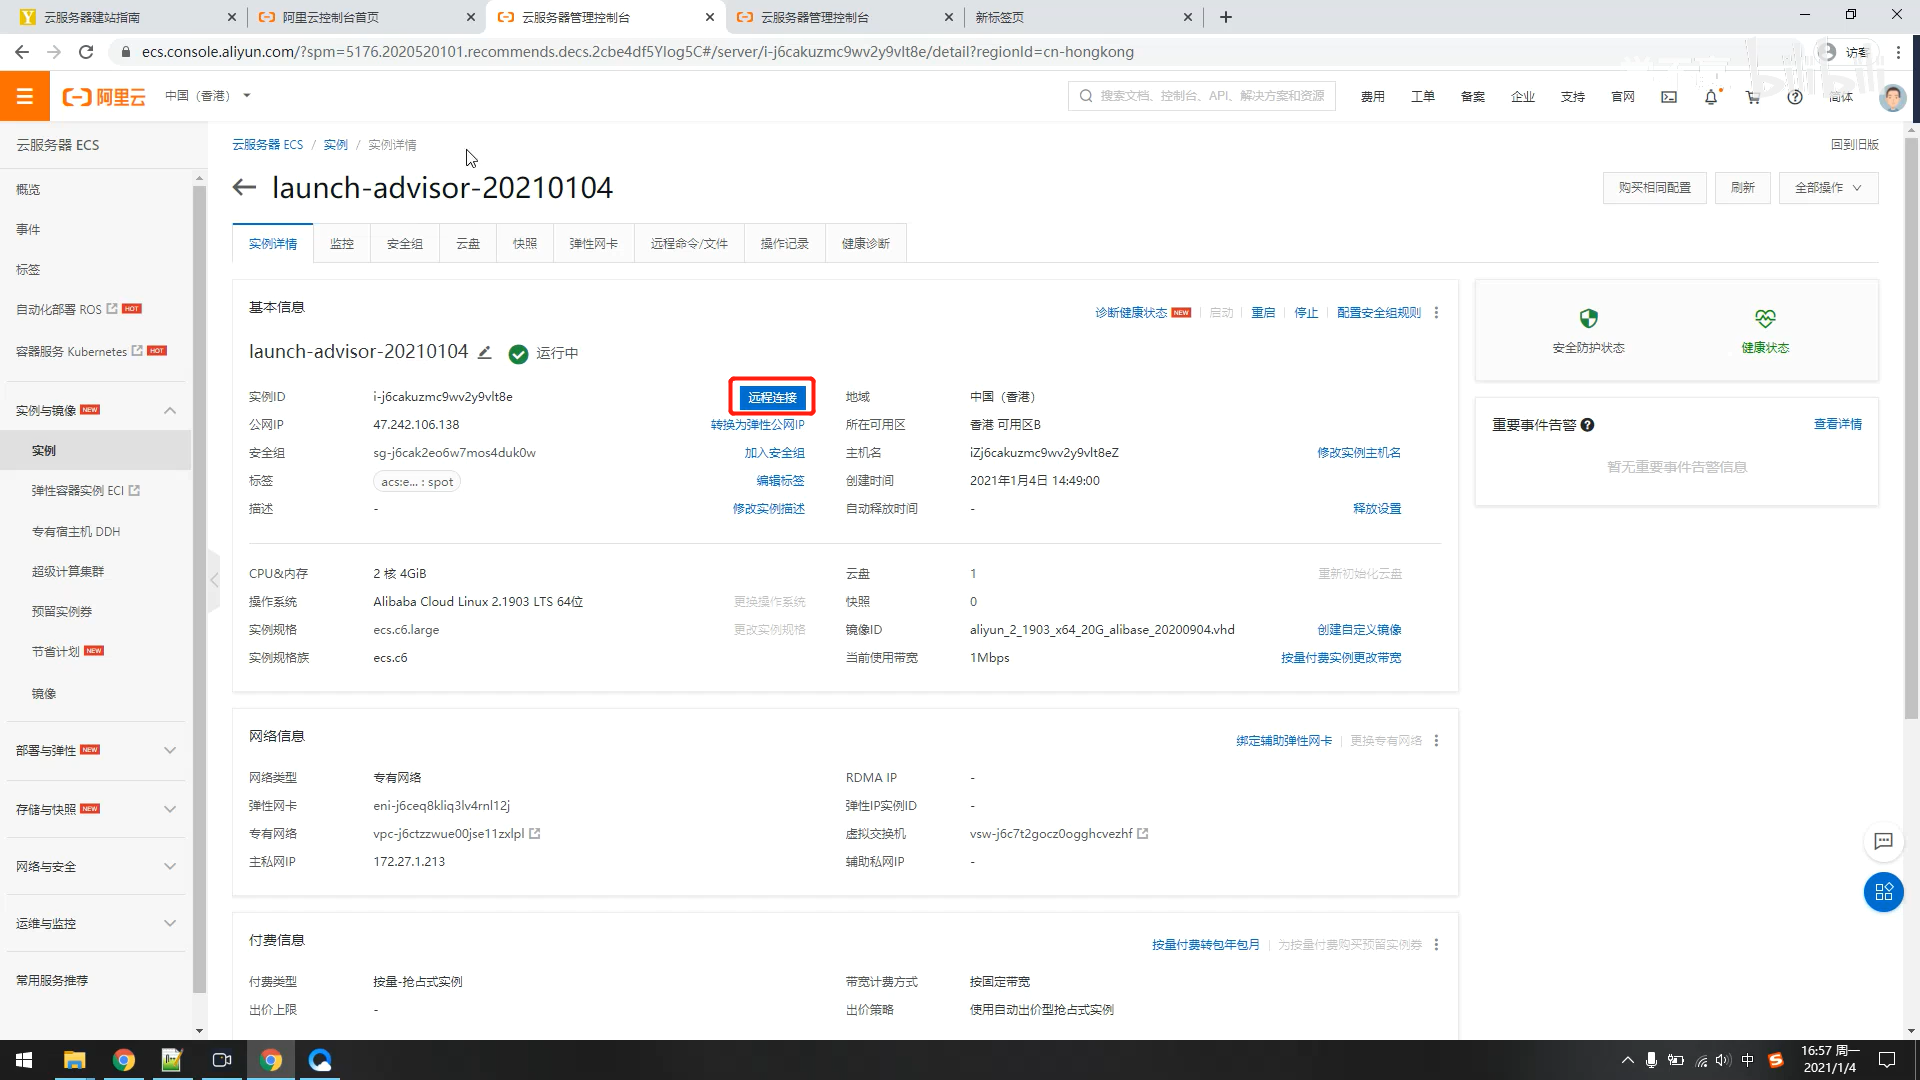 云服务器建站指南
阿里云控制台首页
云服务器管理控制台
云服务器管理控制台
新标签页
ecs.console.aliyun.com/?spm=5176.2020520101.recommends.decs.2cbe4df5Ylog5C#/server/i-j6cakuzmc9wv2y9vlt8e/detail?regionId=cn-hongkong
访客
bilibili
阿里云 中国（香港）
搜索文档、控制台、API、解决方案和资源
费用 工单 备案 企业 支持 官网 简体
云服务器 ECS
概览
事件
标签
自动化部署 ROS HOT
容器服务 Kubernetes HOT
实例与镜像 NEW
实例
弹性容器实例 ECI
专有宿主机 DDH
超级计算集群
预留实例券
节省计划 NEW
镜像
部署与弹性 NEW
存储与快照 NEW
网络与安全
运维与监控
常用服务推荐
云服务器 ECS / 实例 / 实例详情
回到旧版
launch-advisor-20210104
购买相同配置 刷新 全部操作
实例详情 监控 安全组 云盘 快照 弹性网卡 远程命令/文件 操作记录 健康诊断
基本信息
诊断健康状态 NEW 启动 重启 停止 配置安全组规则
launch-advisor-20210104 运行中
实例ID i-j6cakuzmc9wv2y9vlt8e 远程连接 地域 中国（香港）
公网IP 47.242.106.138 转换为弹性公网IP 所在可用区 香港 可用区B
安全组 sg-j6cak2eo6w7mos4duk0w 加入安全组 主机名 iZj6cakuzmc9wv2y9vlt8eZ 修改实例主机名
标签 acs:e... : spot 编辑标签 创建时间 2021年1月4日 14:49:00
描述 - 修改实例描述 自动释放时间 - 释放设置
CPU&内存 2 核 4GiB 云盘 1 重新初始化云盘
操作系统 Alibaba Cloud Linux 2.1903 LTS 64位 更换操作系统 快照 0
实例规格 ecs.c6.large 更改实例规格 镜像ID aliyun_2_1903_x64_20G_alibase_20200904.vhd 创建自定义镜像
实例规格族 ecs.c6 当前使用带宽 1Mbps 按量付费实例更改带宽
安全防护状态
健康状态
重要事件告警 查看详情
暂无重要事件告警信息
网络信息
绑定辅助弹性网卡 更换专有网络
网络类型 专有网络 RDMA IP -
弹性网卡 eni-j6ceq8kliq3lv4rnl12j 弹性IP实例ID -
专有网络 vpc-j6ctzzwue00jse11zxlpl 虚拟交换机 vsw-j6c7t2gocz0ogghcvezhf
主私网IP 172.27.1.213 辅助私网IP -
付费信息
按量付费转包年包月 为按量付费购买预留实例券
付费类型 按量-抢占式实例 带宽计费方式 按固定带宽
出价上限 - 出价策略 使用自动出价型抢占式实例
中
16:57 周一
2021/1/4